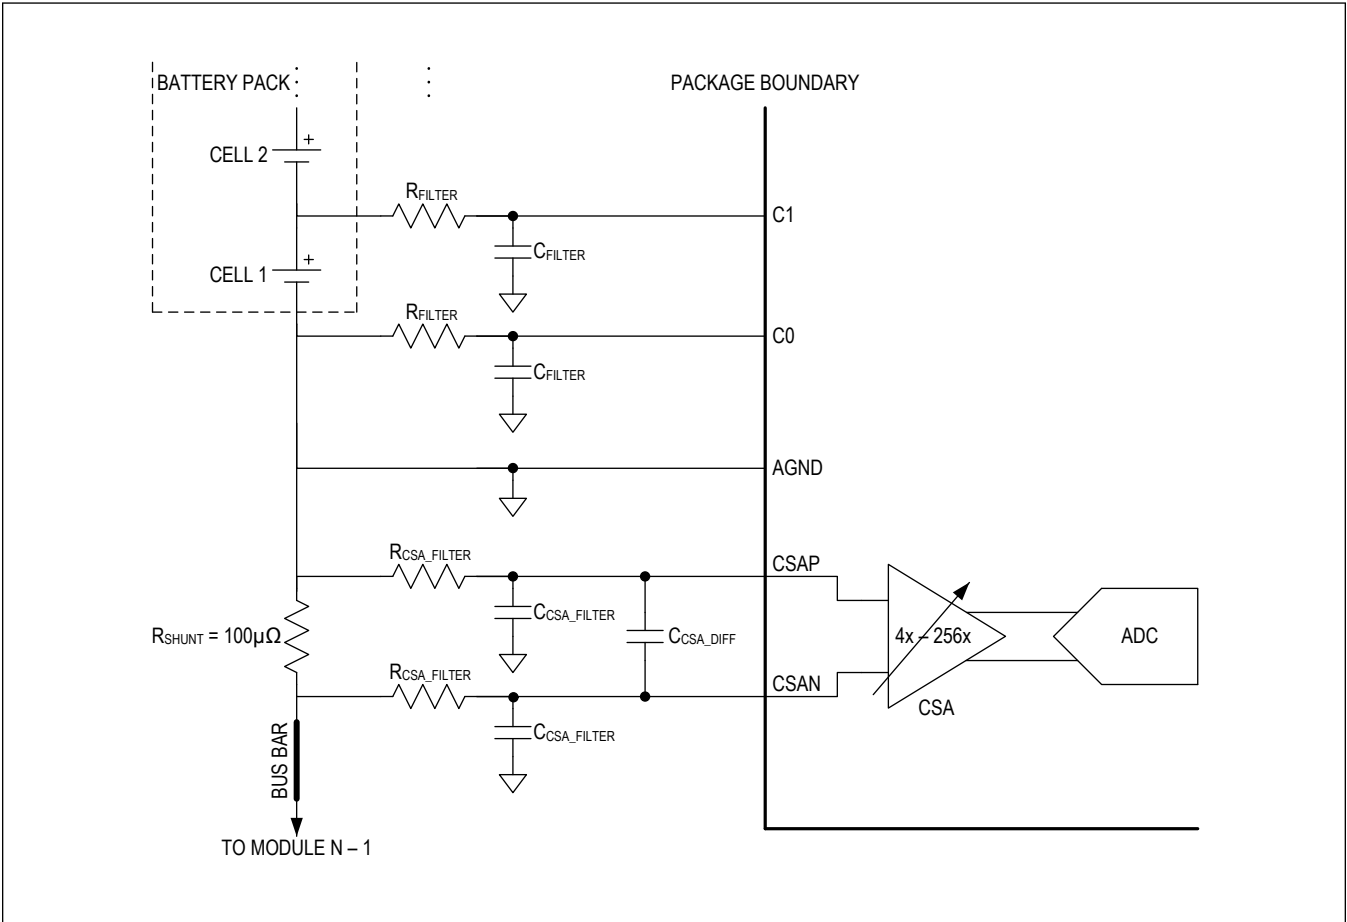 BATTERY PACK
PACKAGE BOUNDARY
+
CELL 2
RFILTER
C1
+
CFILTER
CELL 1
RFILTER
C0
CFILTER
AGND
RCSA_FILTER
CSAP
CCSA_FILTER
RSHUNT = 100µΩ
CCSA_DIFF
4x – 256x
ADC
RCSA_FILTER
CSAN
CSA
CCSA_FILTER
BUS BAR
TO MODULE N – 1